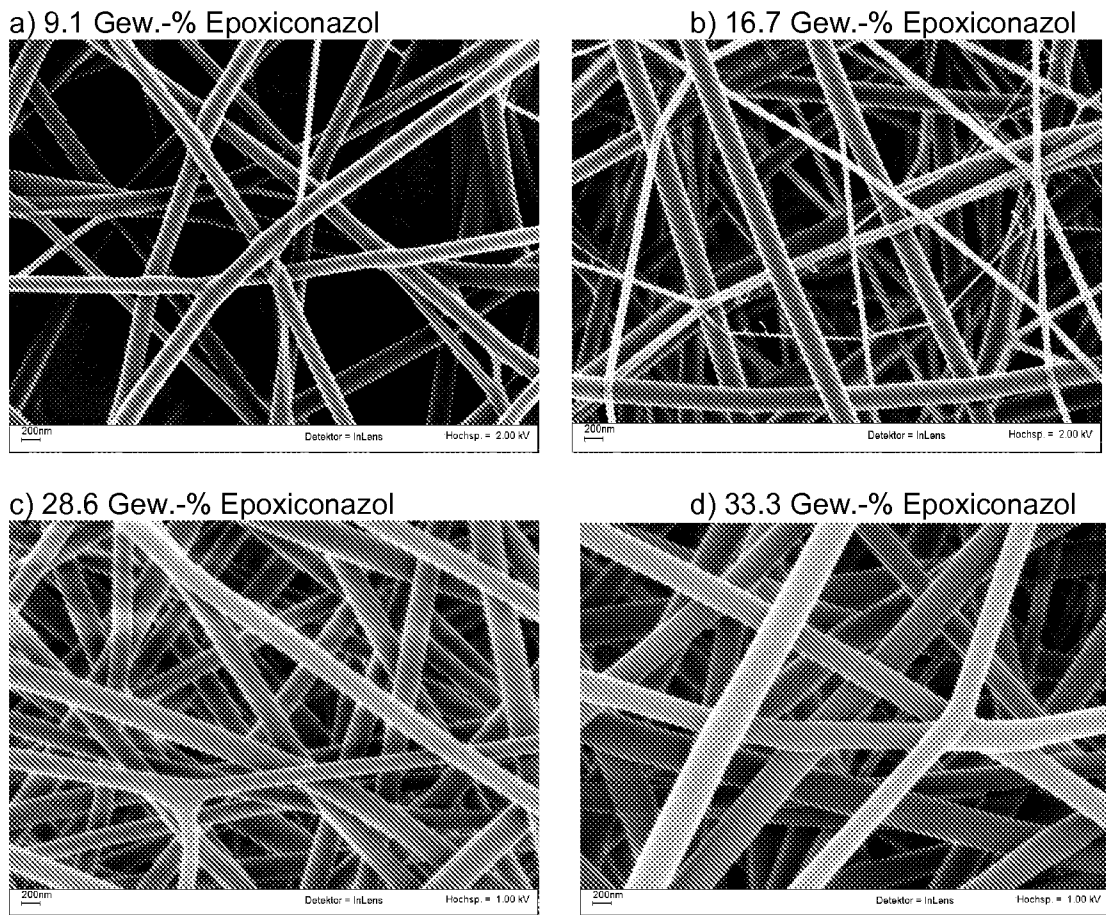 a) 9.1 Gew.-% Epoxiconazol
b) 16.7 Gew.-% Epoxiconazol
200nm Detektor = InLens Hochsp. = 2.00 kV
200nm Detektor = InLens Hochsp. = 2.00 kV
c) 28.6 Gew.-% Epoxiconazol
d) 33.3 Gew.-% Epoxiconazol
200nm Detektor = InLens Hochsp. = 1.00 kV
200nm Detektor = InLens Hochsp. = 1.00 kV